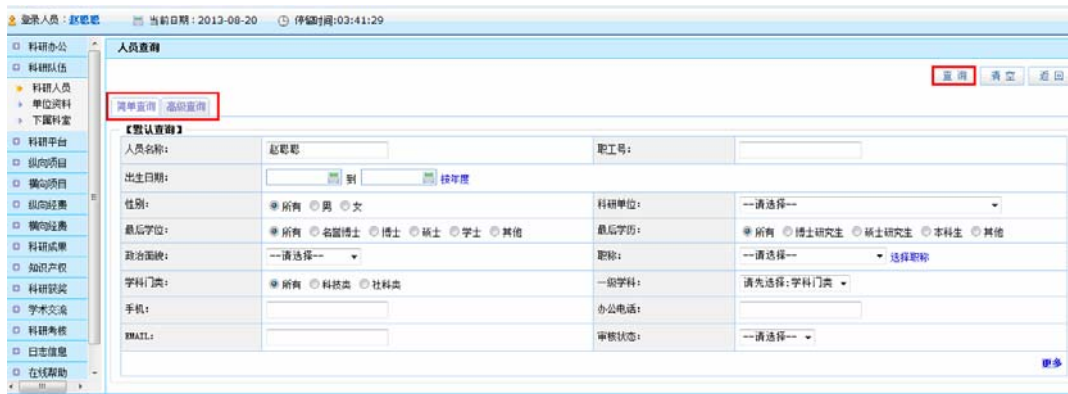 登录人员：赵聪聪 当前日期：2013-08-20 停留时间:03:41:29
科研办公
科研队伍
科研人员
单位资料
下属科室
科研平台
纵向项目
横向项目
纵向经费
横向经费
科研成果
知识产权
科研获奖
学术交流
科研考核
日志信息
在线帮助
人员查询
查 询 清 空 返 回
简单查询 高级查询
【默认查询】
人员名称: 赵聪聪 职工号:
出生日期: 到 按年度
性别: 所有 男 女 科研单位: --请选择--
最后学位: 所有 名誉博士 博士 硕士 学士 其他 最后学历: 所有 博士研究生 硕士研究生 本科生 其他
政治面貌: --请选择-- 职称: --请选择-- 选择职称
学科门类: 所有 科技类 社科类 一级学科: 请先选择:学科门类
手机: 办公电话:
EMAIL: 审核状态: --请选择--
更多